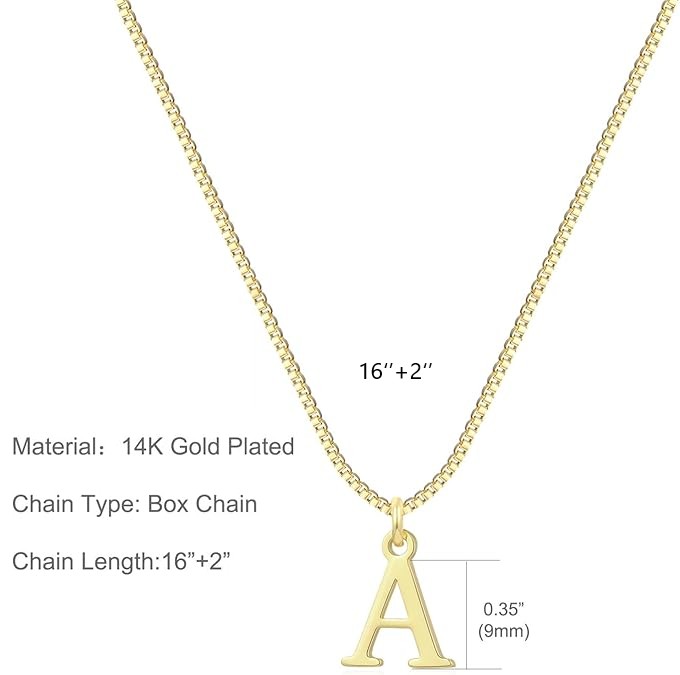 16’’+2’’
Material：14K Gold Plated
Chain Type: Box Chain
Chain Length:16”+2”
A
0.35”
(9mm)